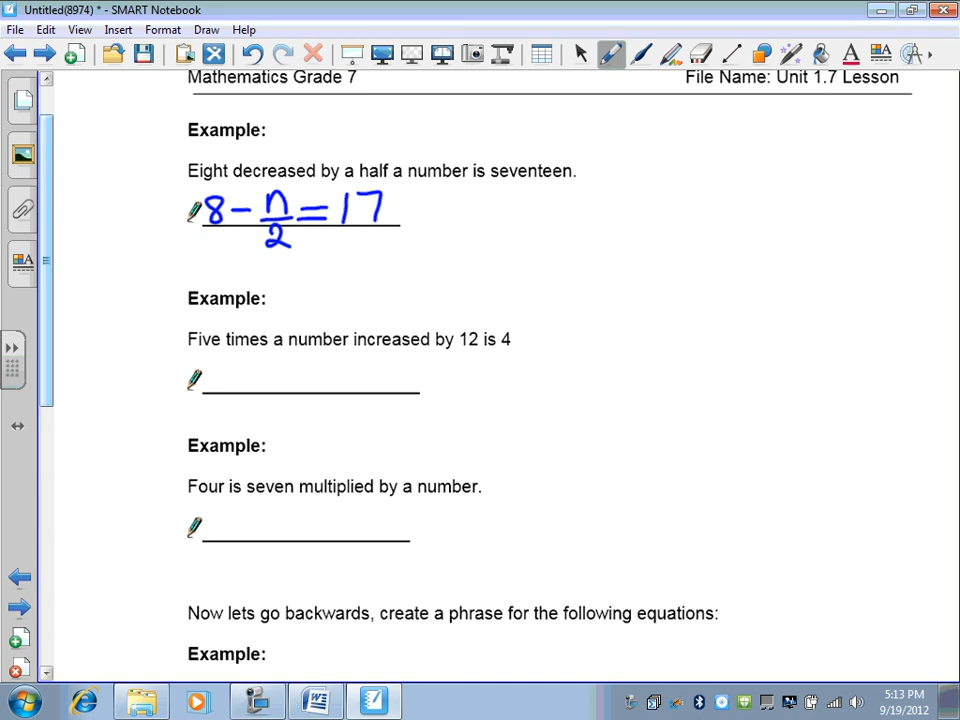 Untitled(8974) * - SMART Notebook
File Edit View Insert Format Draw Help
Mathematics Grade 7 File Name: Unit 1.7 Lesson
Example:
Eight decreased by a half a number is seventeen.
8 - n/2 = 17
Example:
Five times a number increased by 12 is 4
Example:
Four is seven multiplied by a number.
Now lets go backwards, create a phrase for the following equations:
Example:
5:13 PM
9/19/2012